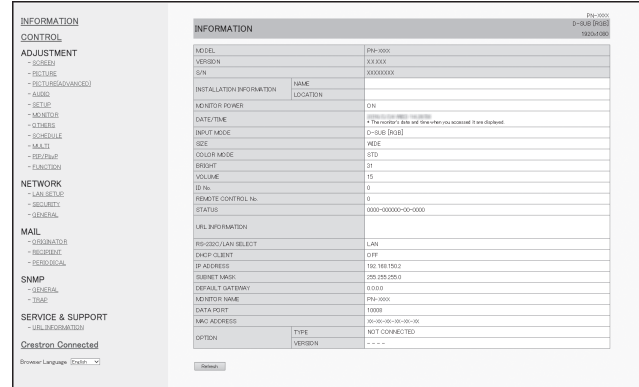 INFORMATION
CONTROL
ADJUSTMENT
- SCREEN
- PICTURE
- PICTURE[ADVANCED]
- AUDIO
- SETUP
- MONITOR
- OTHERS
- SCHEDULE
- MULTI
- PIP/PbyP
- FUNCTION
NETWORK
- LAN SETUP
- SECURITY
- GENERAL
MAIL
- ORIGINATOR
- RECIPIENT
- PERIODICAL
SNMP
- GENERAL
- TRAP
SERVICE & SUPPORT
- URL INFORMATION
Crestron Connected
Browser Language English
PN-XXX
INFORMATION
D-SUB [RGB]
1920x1080
MODEL PN-XXX
VERSION XX.XXX
S/N XXXXXXXX
INSTALLATION INFORMATION NAME
LOCATION
MONITOR POWER ON
DATE/TIME
* The monitor's date and time when you accessed it are displayed.
INPUT MODE D-SUB [RGB]
SIZE WIDE
COLOR MODE STD
BRIGHT 31
VOLUME 15
ID No. 0
REMOTE CONTROL No. 0
STATUS 0000-000000-00-0000
URL INFORMATION
RS-232C/LAN SELECT LAN
DHCP CLIENT OFF
IP ADDRESS 192.168.150.2
SUBNET MASK 255.255.255.0
DEFAULT GATEWAY 0.0.0.0
MONITOR NAME PN-XXX
DATA PORT 10008
MAC ADDRESS XX-XX-XX-XX-XX-XX
OPTION TYPE NOT CONNECTED
VERSION - - - -
Refresh